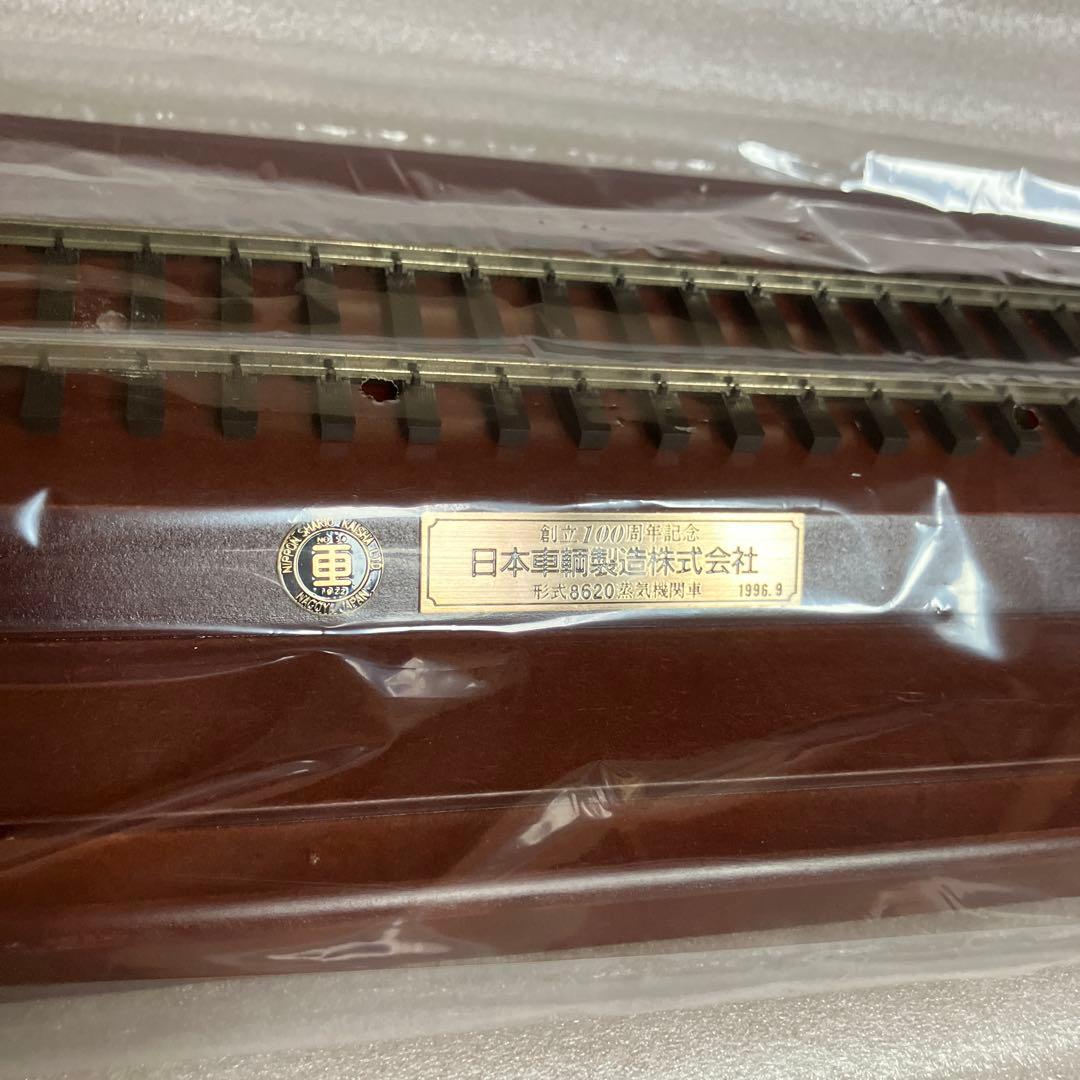 NIPPON SHARIO KAISHA LTD.
車
1922
NAGOYA JAPAN
創立100周年記念
日本車輌製造株式会社
形式8620蒸気機関車 1996.9